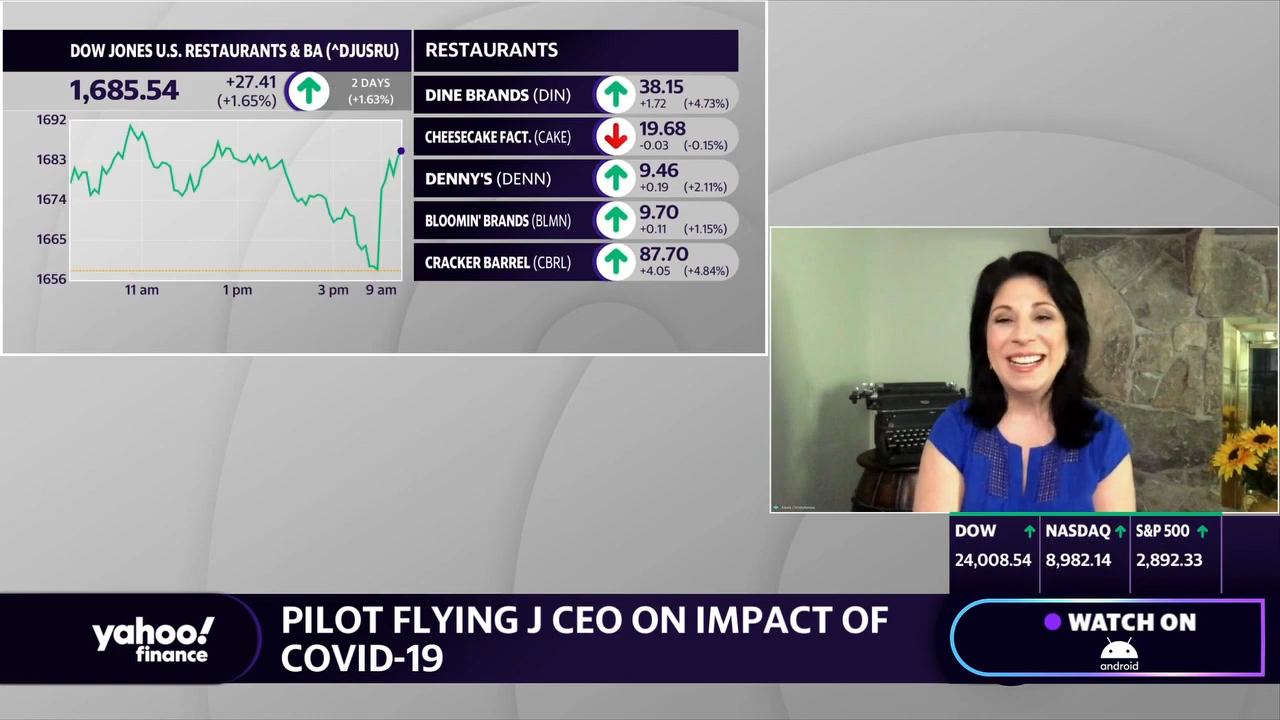 DOW JONES U.S. RESTAURANTS & BA (^DJUSRU)
1,685.54
+27.41
(+1.65%)
2 DAYS
(+1.63%)
1692
1683
1674
1665
1656
11 am
1 pm
3 pm
9 am
RESTAURANTS
DINE BRANDS (DIN)
38.15
+1.72 (+4.73%)
CHEESECAKE FACT. (CAKE)
19.68
-0.03 (-0.15%)
DENNY'S (DENN)
9.46
+0.19 (+2.11%)
BLOOMIN' BRANDS (BLMN)
9.70
+0.11 (+1.15%)
CRACKER BARREL (CBRL)
87.70
+4.05 (+4.84%)
DOW
24,008.54
NASDAQ
8,982.14
S&P 500
2,892.33
yahoo!
finance
PILOT FLYING J CEO ON IMPACT OF
COVID-19
WATCH ON
android